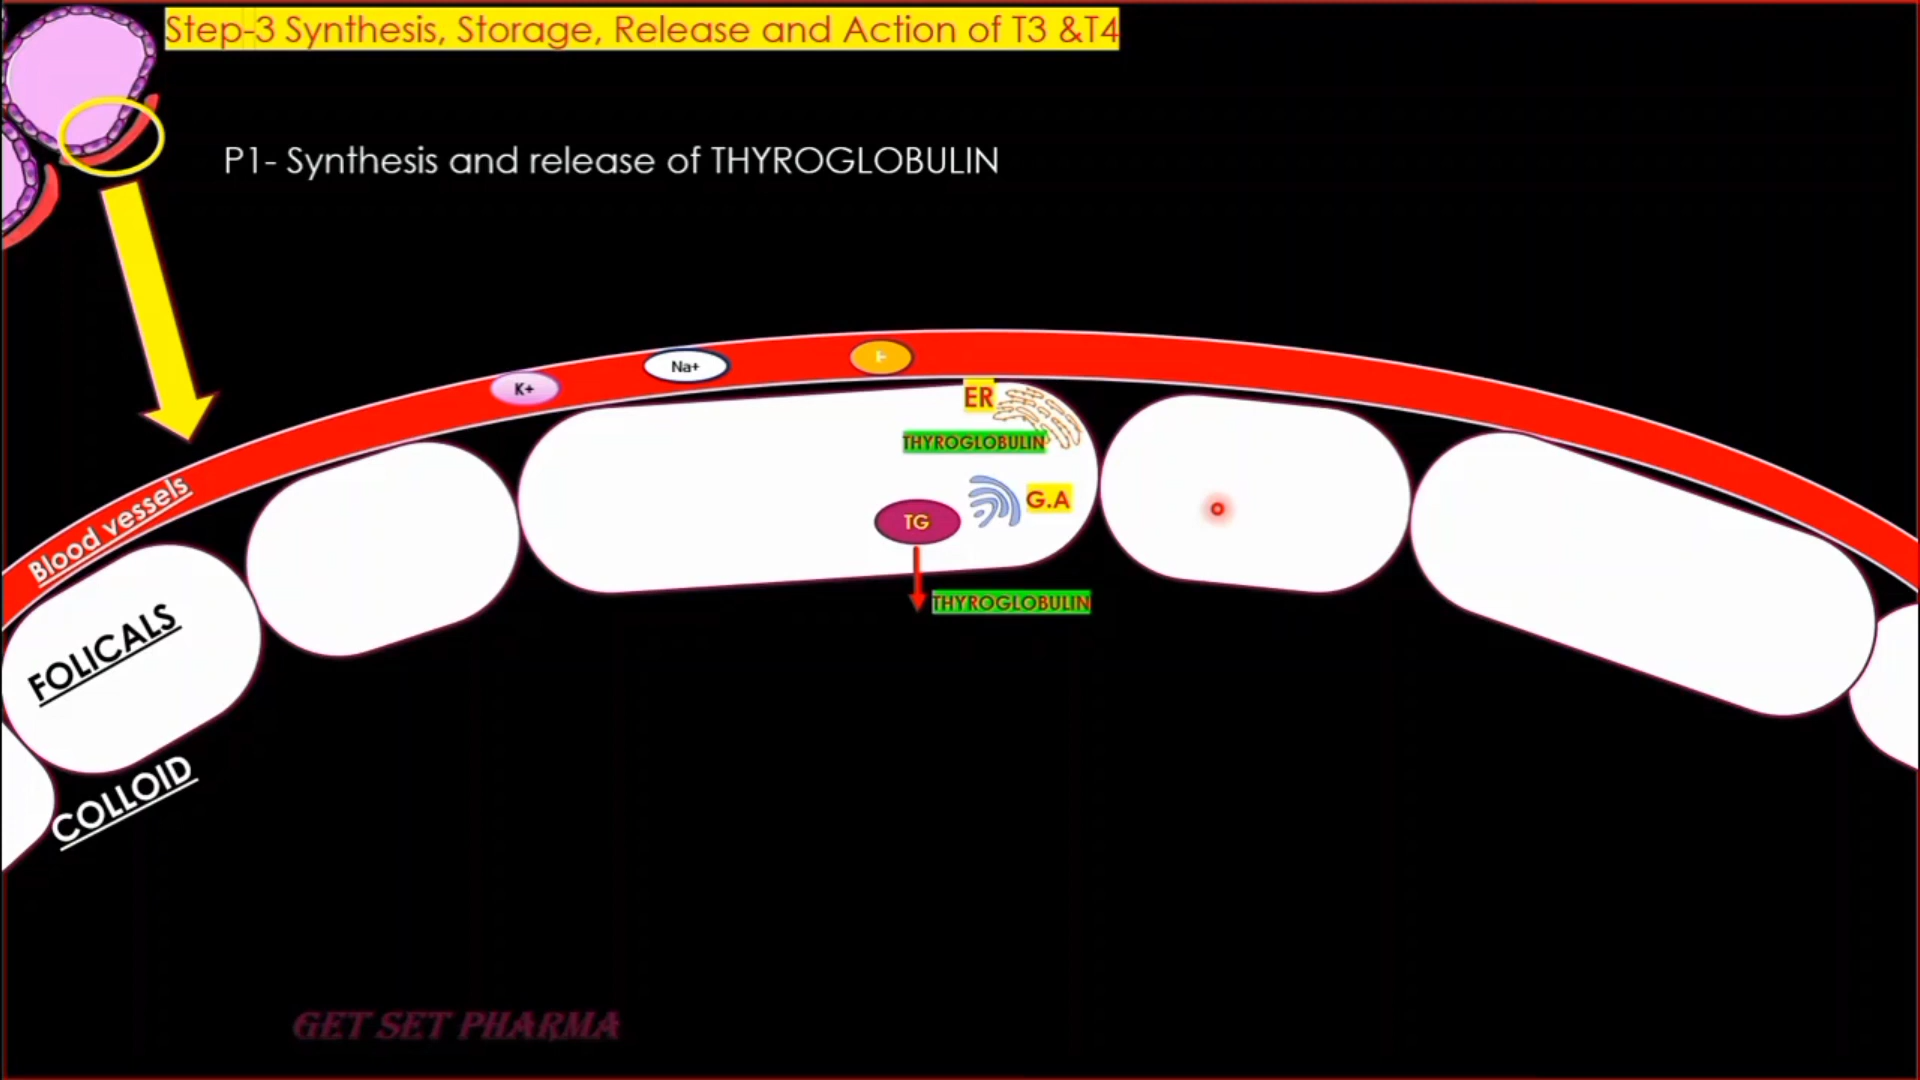 Step-3 Synthesis, Storage, Release and Action of T3 &T4
P1- Synthesis and release of THYROGLOBULIN
K+
Na+
I-
ER
THYROGLOBULIN
G.A
TG
THYROGLOBULIN
Blood vessels
FOLICALS
COLLOID
GET SET PHARMA